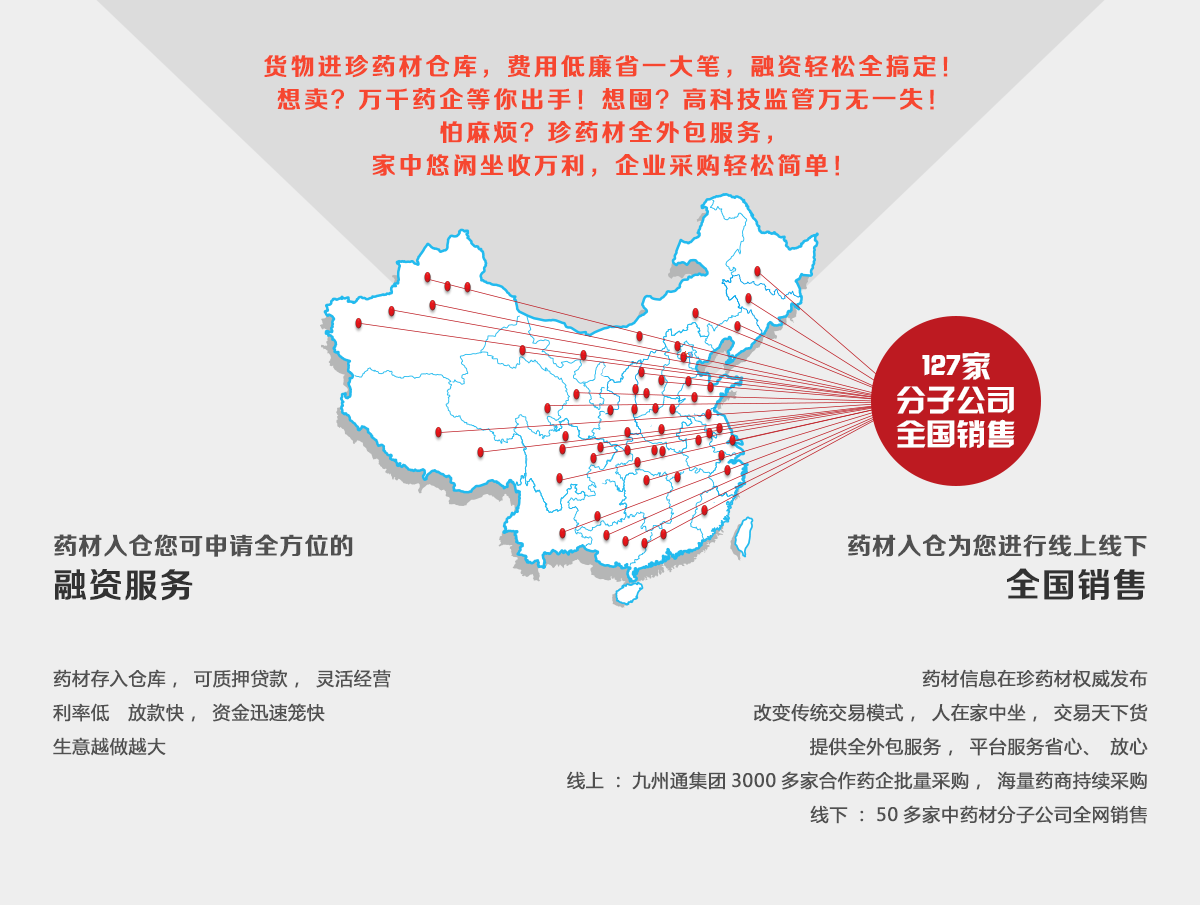 货物进珍药材仓库，费用低廉省一大笔，融资轻松全搞定！
想卖？万千药企等你出手！想囤？高科技监管万无一失！
怕麻烦？珍药材全外包服务，
家中悠闲坐收万利，企业采购轻松简单！
127家
分子公司
全国销售
药材入仓您可申请全方位的
融资服务
药材存入仓库，可质押贷款，灵活经营
利率低 放款快，资金迅速笼快
生意越做越大
药材入仓为您进行线上线下
全国销售
药材信息在珍药材权威发布
改变传统交易模式，人在家中坐，交易天下货
提供全外包服务，平台服务省心、放心
线上：九州通集团3000多家合作药企批量采购，海量药商持续采购
线下：50多家中药材分子公司全网销售